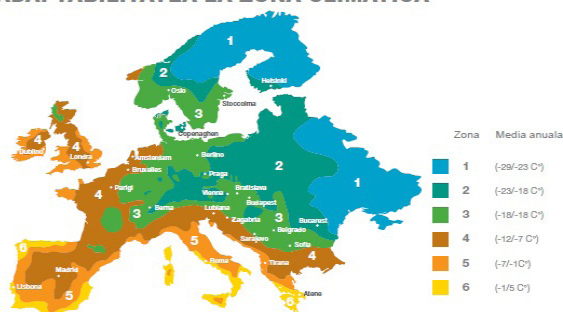 ADAPTABILITATEA LA ZONA CLIMATICA
1
2
Helsinki
Oslo
Stoccolma
3
Copenaghen
4
Dublino
4
Londra
Amsterdam
Berlino
Bruxelles
2
Praga
1
Parigi
Bratislava
Vienna
4
Budapest
Berna
3
Lubiana
3
Zagabria
Bucarest
Belgrado
Sarajevo
5
Sofia
6
Roma
Tirana
4
Madrid
Lisbona
5
6
Atene
Zona Media anuala
1 (-29/-23 C°)
2 (-23/-18 C°)
3 (-18/-18 C°)
4 (-12/-7 C°)
5 (-7/-1C°)
6 (-1/5 C°)